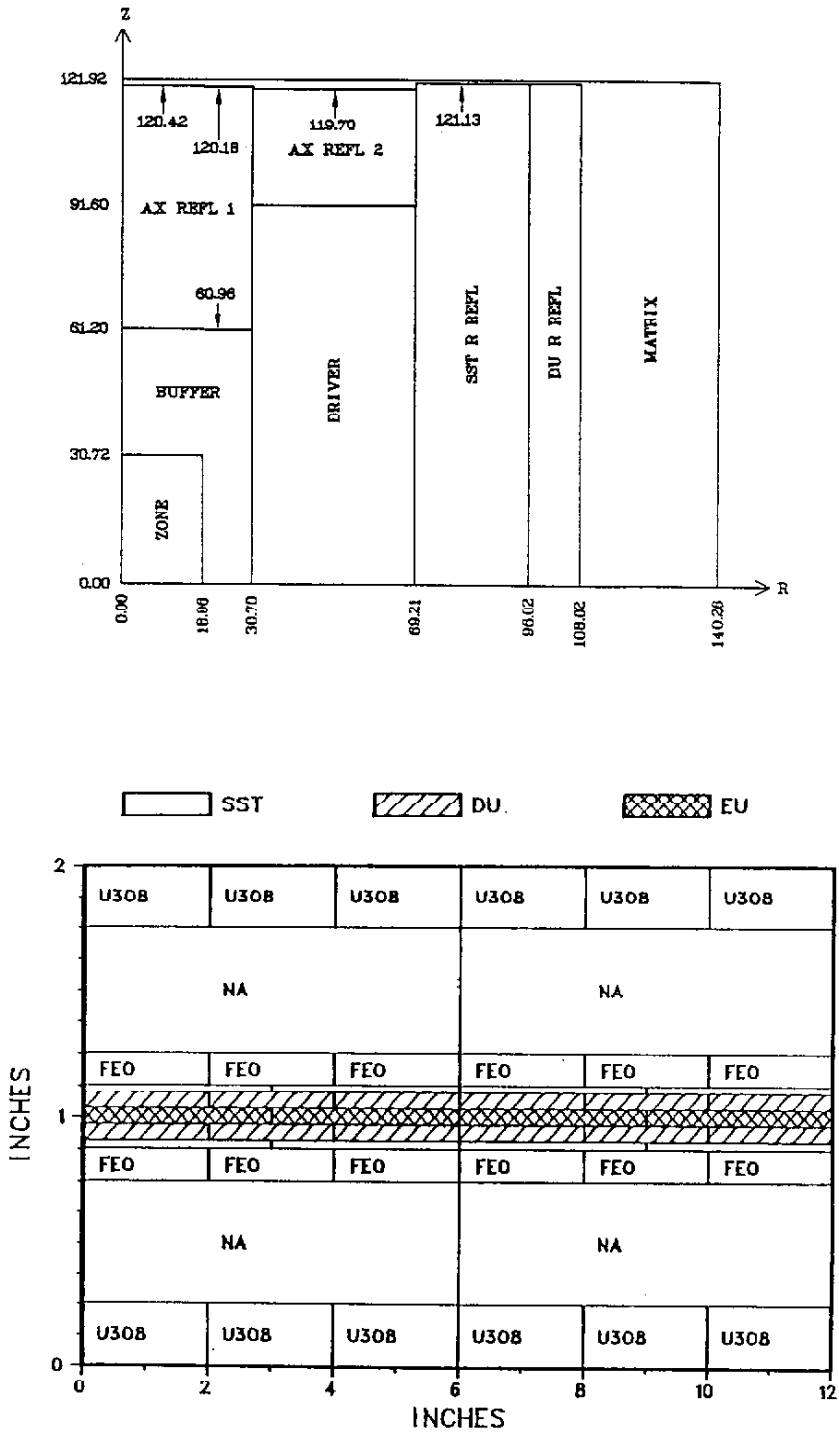 Z
121.92
120.42
120.18
119.70
121.13
AX REFL 2
91.60
AX REFL 1
60.96
61.20
SST R REFL
DU R REFL
MATRIX
BUFFER
DRIVER
30.72
ZONE
0.00
R
0.00
30.70
69.21
108.02
140.28
SST
DU
EU
2
U308 U308 U308 U308 U308 U308
NA NA
FEO FEO FEO FEO FEO FEO
INCHES
1
FEO FEO FEO FEO FEO FEO
NA NA
U308 U308 U308 U308 U308 U308
0
0 2 4 6 8 10 12
INCHES